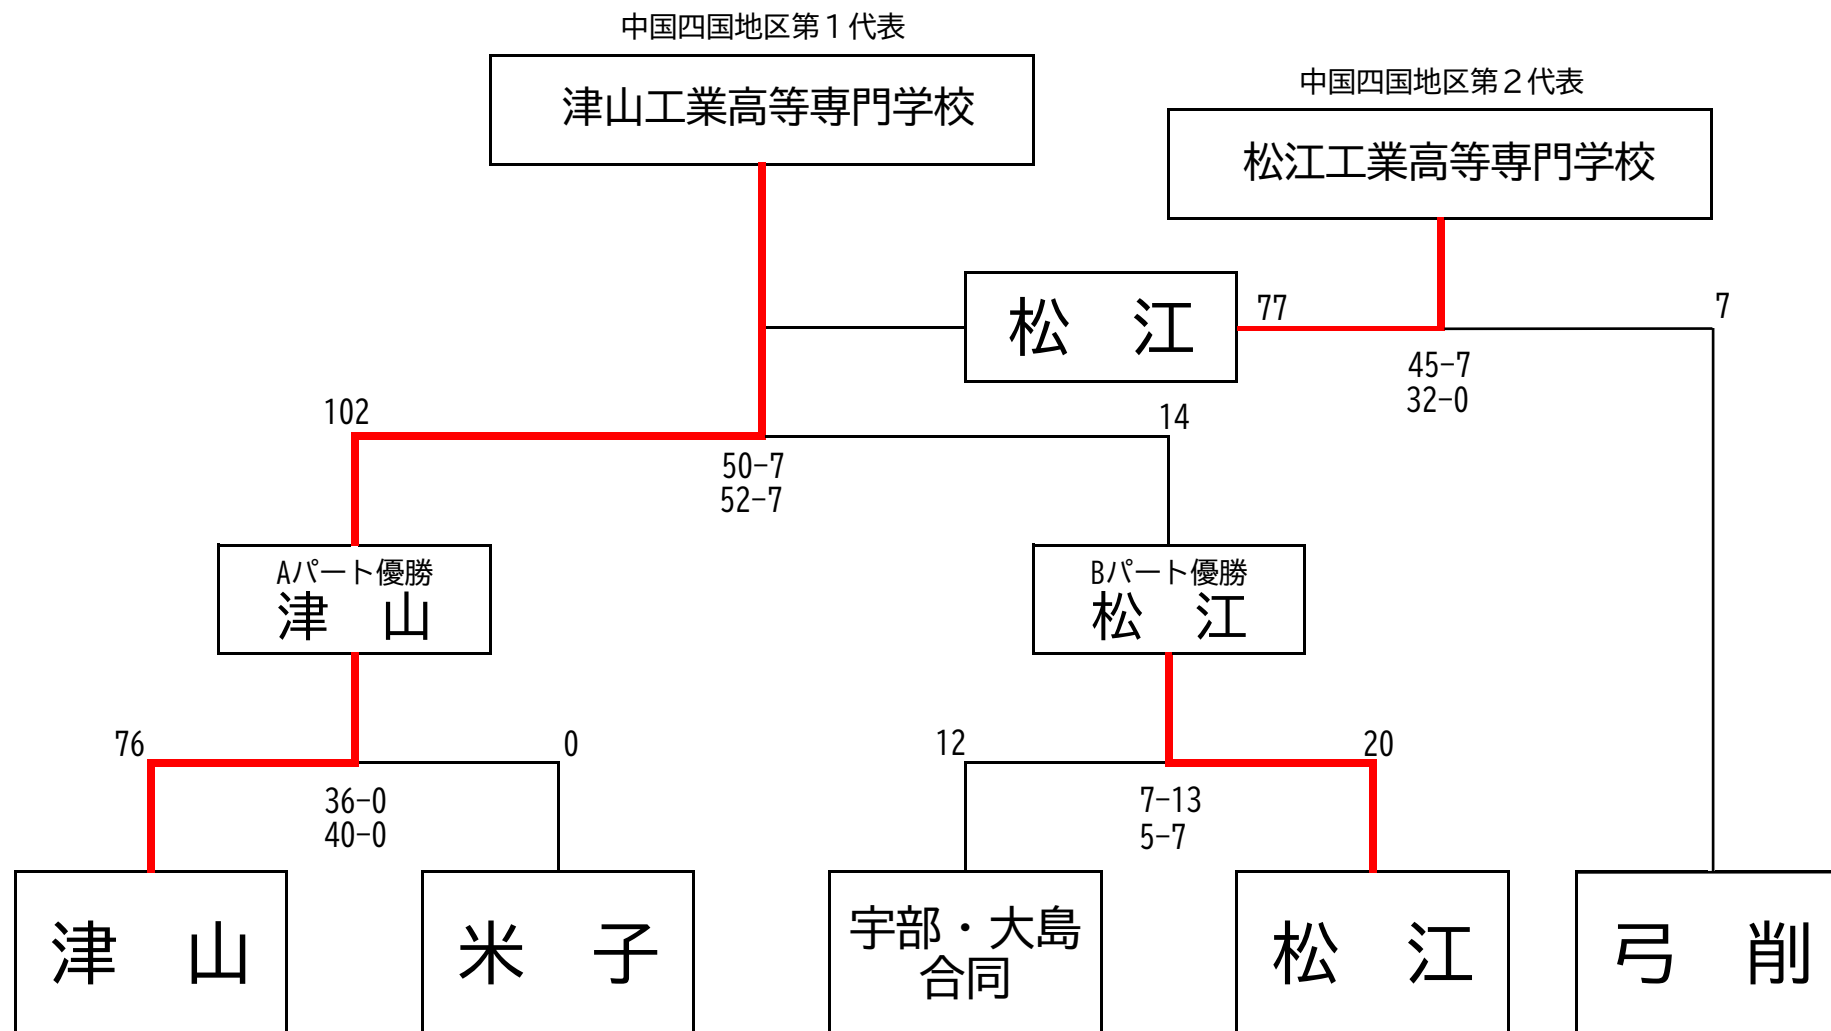 中国四国地区第１代表
津山工業高等専門学校
中国四国地区第２代表
松江工業高等専門学校
松　江
77
7
45-7
32-0
102
14
50-7
52-7
Aパート優勝
津　山
Bパート優勝
松　江
76
0
36-0
40-0
12
20
7-13
5-7
津　山
米　子
宇部・大島
合同
松　江
弓　削